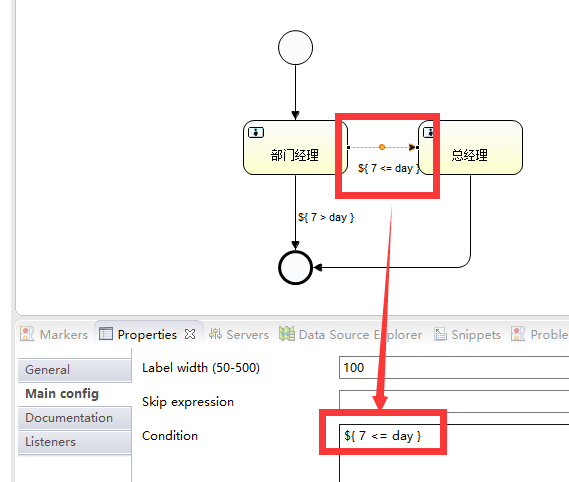 部门经理
总经理
${ 7 <= day }
${ 7 > day }
Markers Properties Servers Data Source Explorer Snippets Proble
General
Label width (50-500) 100
Main config
Skip expression
Documentation
Listeners
Condition ${ 7 <= day }